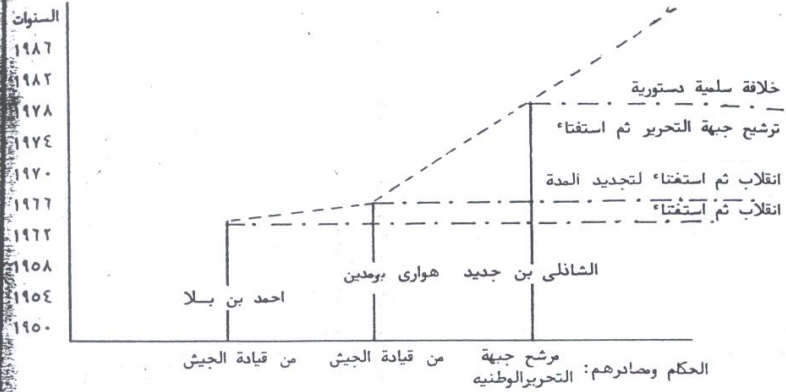 السنوات
١٩٨٦
١٩٨٢
خلافة سلمية دستورية
١٩٧٨
ترشيح جبهة التحرير ثم استفتاء
١٩٧٤
١٩٧٠
انقلاب ثم استفتاء لتجديد المدة
١٩٦٦
انقلاب ثم استفتاء
١٩٦٢
١٩٥٨
الشاذلى بن جديد
هوارى بومدين
احمد بن بلا
١٩٥٤
١٩٥٠
الحكام ومصادرهم:
مرشح جبهة
التحرير الوطنيه
من قيادة الجيش
من قيادة الجيش